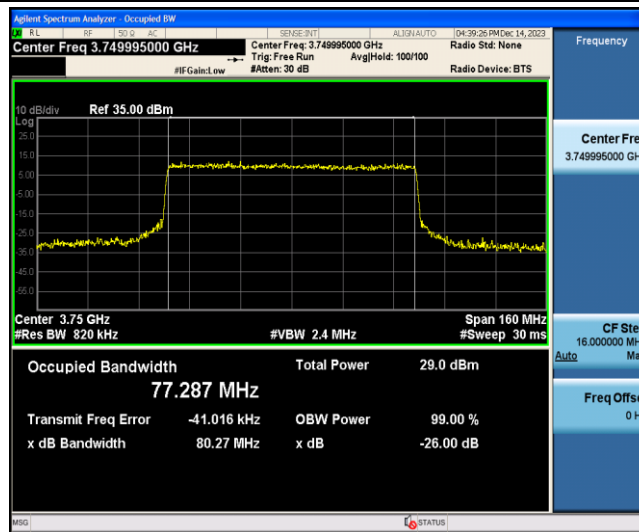 Agilent Spectrum Analyzer - Occupied BW
RL RF 50 Ω AC SENSE:INT ALIGN AUTO 04:39:26 PM Dec 14, 2023
Center Freq 3.749995000 GHz Center Freq: 3.749995000 GHz Radio Std: None
Trig: Free Run Avg|Hold: 100/100
#IFGain:Low #Atten: 30 dB Radio Device: BTS
Frequency
10 dB/div Ref 35.00 dBm
Log
25.0
15.0
5.00
-5.00
-15.0
-25.0
-35.0
-45.0
-55.0
Center 3.75 GHz Span 160 MHz
#Res BW 820 kHz #VBW 2.4 MHz #Sweep 30 ms
Center Fre
3.749995000 GH
CF Ste
16.000000 MH
Auto Ma
Freq Offse
0 H
Occupied Bandwidth Total Power 29.0 dBm
77.287 MHz
Transmit Freq Error -41.016 kHz OBW Power 99.00 %
x dB Bandwidth 80.27 MHz x dB -26.00 dB
MSG STATUS